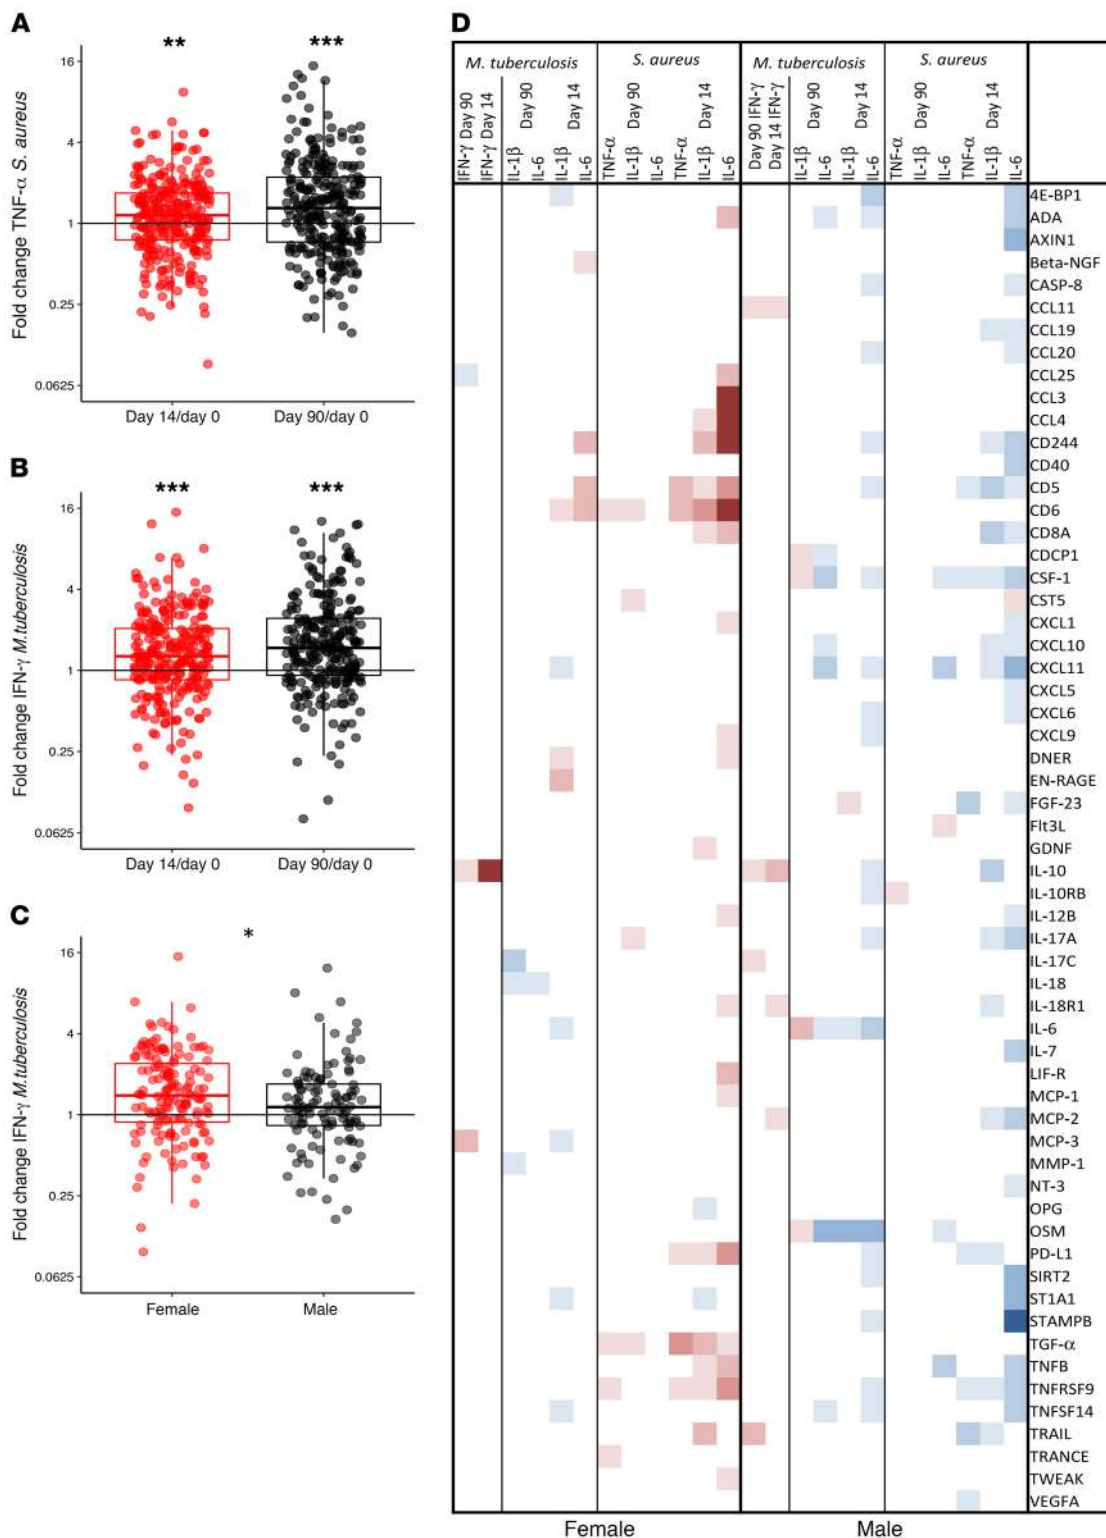 A
** ***
Fold change TNF-α S. aureus
16
4
1
0.25
0.0625
Day 14/day 0 Day 90/day 0
B
*** ***
Fold change IFN-γ M.tuberculosis
16
4
1
0.25
0.0625
Day 14/day 0 Day 90/day 0
C
*
Fold change IFN-γ M.tuberculosis
16
4
1
0.25
0.0625
Female Male
D
M. tuberculosis S. aureus M. tuberculosis S. aureus
IFN-γ Day 90
IFN-γ Day 14
Day 90
IL-1β
IL-6
Day 14
IL-1β
IL-6
Day 90
TNF-α
IL-1β
IL-6
Day 14
TNF-α
IL-1β
IL-6
Day 90 IFN-γ
Day 14 IFN-γ
Day 90
IL-1β
IL-6
Day 14
IL-1β
IL-6
Day 90
TNF-α
IL-1β
IL-6
Day 14
TNF-α
IL-1β
IL-6
4E-BP1
ADA
AXIN1
Beta-NGF
CASP-8
CCL11
CCL19
CCL20
CCL25
CCL3
CCL4
CD244
CD40
CD5
CD6
CD8A
CDCP1
CSF-1
CST5
CXCL1
CXCL10
CXCL11
CXCL5
CXCL6
CXCL9
DNER
EN-RAGE
FGF-23
Flt3L
GDNF
IL-10
IL-10RB
IL-12B
IL-17A
IL-17C
IL-18
IL-18R1
IL-6
IL-7
LIF-R
MCP-1
MCP-2
MCP-3
MMP-1
NT-3
OPG
OSM
PD-L1
SIRT2
ST1A1
STAMPB
TGF-α
TNFB
TNFRSF9
TNFSF14
TRAIL
TRANCE
TWEAK
VEGFA
Female Male